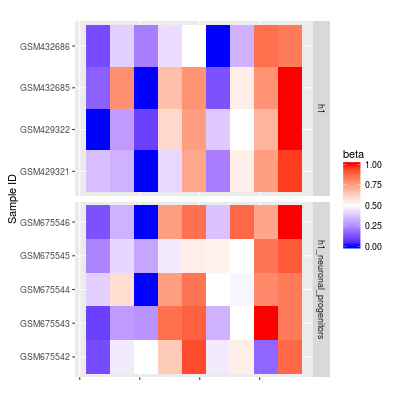 GSM432686
GSM432685
GSM429322
GSM429321
h1
GSM675546
GSM675545
GSM675544
GSM675543
GSM675542
h1_neuronal_progenitors
Sample ID
beta
1.00
0.75
0.50
0.25
0.00